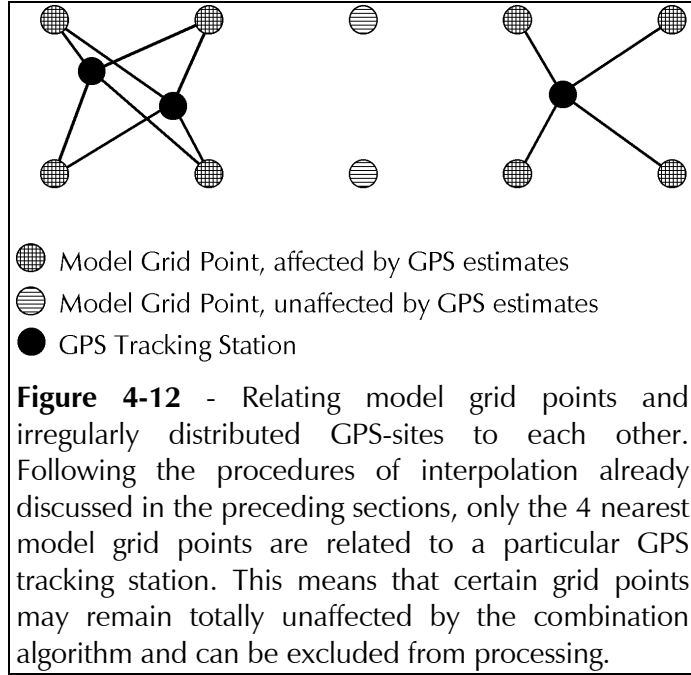 Model Grid Point, affected by GPS estimates
Model Grid Point, unaffected by GPS estimates
GPS Tracking Station
Figure 4-12 - Relating model grid points and
irregularly distributed GPS-sites to each other.
Following the procedures of interpolation already
discussed in the preceding sections, only the 4 nearest
model grid points are related to a particular GPS
tracking station. This means that certain grid points
may remain totally unaffected by the combination
algorithm and can be excluded from processing.